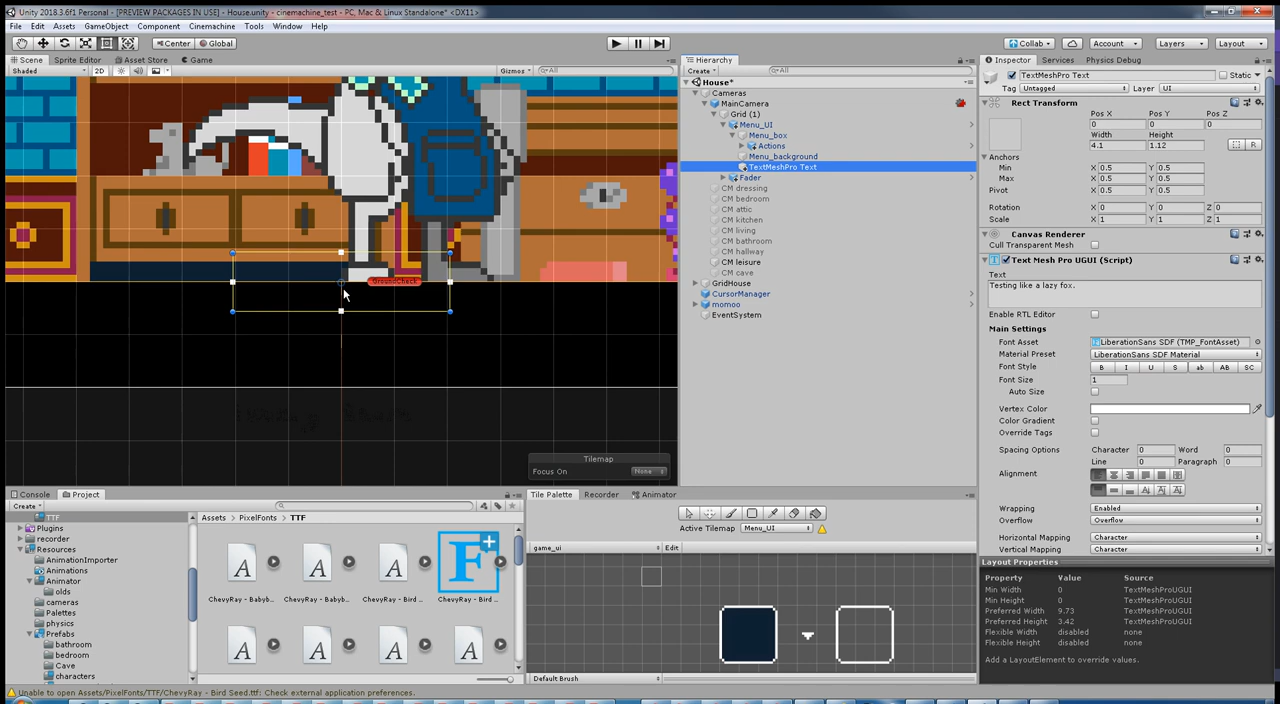 Unity 2018.3.6f1 Personal - [PREVIEW PACKAGES IN USE] - House.unity - cinemachine_test - PC, Mac & Linux Standalone* <DX11>
File Edit Assets GameObject Component Cinemachine Tools Window Help
Center Global Collab Account Layers Layout
Scene Sprite Editor Asset Store Game
Shaded 2D Gizmos All
GroundCheck
Tilemap
Focus On None
Hierarchy
Create All
House*
Cameras
MainCamera
Grid (1)
Menu_UI
Menu_box
Actions
Menu_background
TextMeshPro Text
Fader
CM dressing
CM bedroom
CM attic
CM kitchen
CM living
CM bathroom
CM hallway
CM leisure
CM cave
GridHouse
CursorManager
momoo
EventSystem
Inspector Services Physics Debug
TextMeshPro Text Static
Tag Untagged Layer UI
Rect Transform
Pos X Pos Y Pos Z
0 0 0
Width Height
4.1 1.12 R
Anchors
Min X 0.5 Y 0.5
Max X 0.5 Y 0.5
Pivot X 0.5 Y 0.5
Rotation X 0 Y 0 Z 0
Scale X 1 Y 1 Z 1
Canvas Renderer
Cull Transparent Mesh
Text Mesh Pro UGUI (Script)
Text
Testing like a lazy fox.
Enable RTL Editor
Main Settings
Font Asset LiberationSans SDF (TMP_FontAsset)
Material Preset LiberationSans SDF Material
Font Style B I U S ab AB SC
Font Size 1
Auto Size
Vertex Color
Color Gradient
Override Tags
Spacing Options Character 0 Word 0
Line 0 Paragraph 0
Alignment
Wrapping Enabled
Overflow Overflow
Horizontal Mapping Character
Vertical Mapping Character
Layout Properties
Property Value Source
Min Width 0 TextMeshProUGUI
Min Height 0 TextMeshProUGUI
Preferred Width 9.73 TextMeshProUGUI
Preferred Height 3.42 TextMeshProUGUI
Flexible Width disabled none
Flexible Height disabled none
Add a LayoutElement to override values.
Console Project
Create
TTF
Plugins
recorder
Resources
AnimationImporter
Animations
Animator
olds
cameras
Palettes
physics
Prefabs
bathroom
bedroom
Cave
characters
Assets PixelFonts TTF
ChevyRay - Babyb... ChevyRay - Babyb... ChevyRay - Bird ... ChevyRay - Bird ...
Tile Palette Recorder Animator
Active Tilemap Menu_UI
game_ui Edit
Default Brush
Unable to open Assets/PixelFonts/TTF/ChevyRay - Bird Seed.ttf: Check external application preferences.